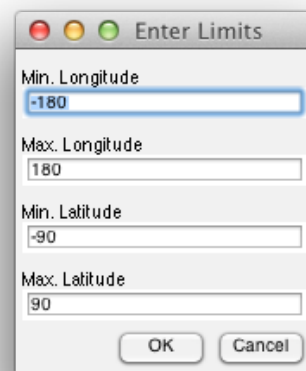 Enter Limits
Min. Longitude
-180
Max. Longitude
180
Min. Latitude
-90
Max. Latitude
90
OK Cancel